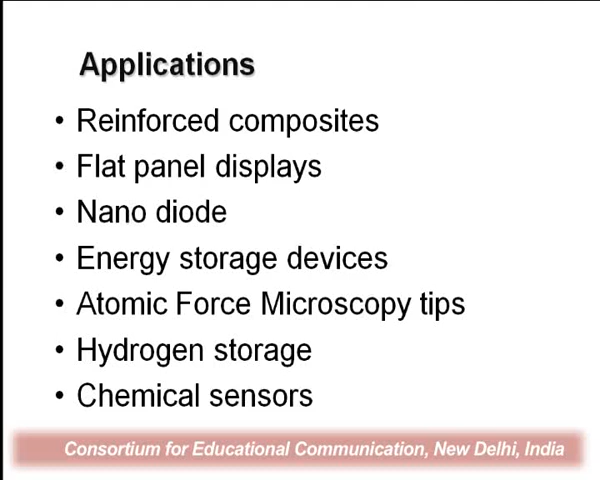 Applications
• Reinforced composites
• Flat panel displays
• Nano diode
• Energy storage devices
• Atomic Force Microscopy tips
• Hydrogen storage
• Chemical sensors
Consortium for Educational Communication, New Delhi, India